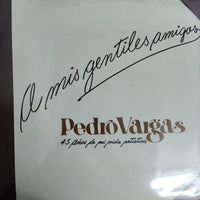 A mis gentiles amigos
Pedro Vargas
45 años de mi vida artística